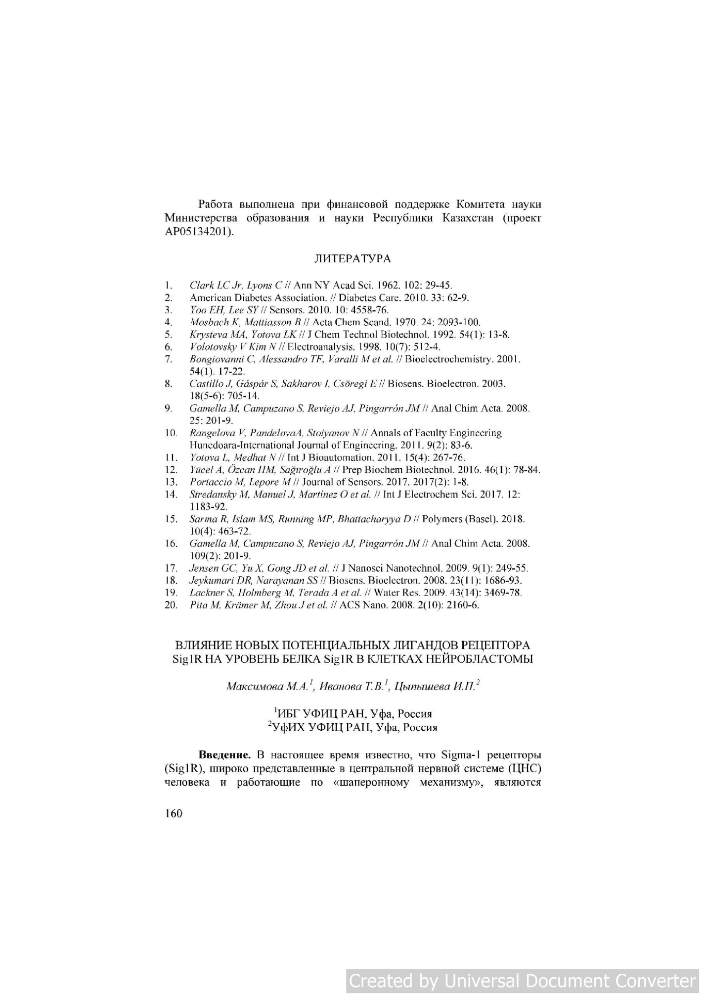 Работа выполнена при финансовой поддержке Комитета науки
Министерства образования и науки Республики Казахстан (проект
АР05134201).
ЛИТЕРАТУРА
1. Clark LC Jr, Lyons C // Ann NY Acad Sci. 1962. 102: 29-45.
2. American Diabetes Association. // Diabetes Care. 2010. 33: 62-9.
3. Yoo EH, Lee SY // Sensors. 2010. 10: 4558-76.
4. Mosbach K, Mattiasson B // Acta Chem Scand. 1970. 24: 2093-100.
5. Krysteva MA, Yotova LK // J Chem Technol Biotechnol. 1992. 54(1): 13-8.
6. Volotovsky V Kim N // Electroanalysis. 1998. 10(7): 512-4.
7. Bongiovanni C, Alessandro TF, Varalli M et al. // Bioelectrochemistry. 2001.
54(1). 17-22.
8. Castillo J, Gáspár S, Sakharov I, Csöregi E // Biosens. Bioelectron. 2003.
18(5-6): 705-14.
9. Gamella M, Campuzano S, Reviejo AJ, Pingarrón JM // Anal Chim Acta. 2008.
25: 201-9.
10. Rangelova V, PandelovaA, Stoiyanov N // Annals of Faculty Engineering
Hunedoara-International Journal of Engineering. 2011. 9(2): 83-6.
11. Yotova L, Medhat N // Int J Bioautomation. 2011. 15(4): 267-76.
12. Yücel A, Özcan HM, Sağıroğlu A // Prep Biochem Biotechnol. 2016. 46(1): 78-84.
13. Portaccio M, Lepore M // Journal of Sensors. 2017. 2017(2): 1-8.
14. Stredansky M, Manuel J, Martínez O et al. // Int J Electrochem Sci. 2017. 12:
1183-92.
15. Sarma R, Islam MS, Running MP, Bhattacharyya D // Polymers (Basel). 2018.
10(4): 463-72.
16. Gamella M, Campuzano S, Reviejo AJ, Pingarrón JM // Anal Chim Acta. 2008.
109(2): 201-9.
17. Jensen GC, Yu X, Gong JD et al. // J Nanosci Nanotechnol. 2009. 9(1): 249-55.
18. Jeykumari DR, Narayanan SS // Biosens. Bioelectron. 2008. 23(11): 1686-93.
19. Lackner S, Holmberg M, Terada A et al. // Water Res. 2009. 43(14): 3469-78.
20. Pita M, Krämer M, Zhou J et al. // ACS Nano. 2008. 2(10): 2160-6.
ВЛИЯНИЕ НОВЫХ ПОТЕНЦИАЛЬНЫХ ЛИГАНДОВ РЕЦЕПТОРА
Sig1R НА УРОВЕНЬ БЕЛКА Sig1R В КЛЕТКАХ НЕЙРОБЛАСТОМЫ
Максимова М.А.¹, Иванова Т.В.¹, Цыпышева И.П.²
¹ИБГ УФИЦ РАН, Уфа, Россия
²УфИХ УФИЦ РАН, Уфа, Россия
Введение. В настоящее время известно, что Sigma-1 рецепторы
(Sig1R), широко представленные в центральной нервной системе (ЦНС)
человека и работающие по «шаперонному механизму», являются
160
Created by Universal Document Converter